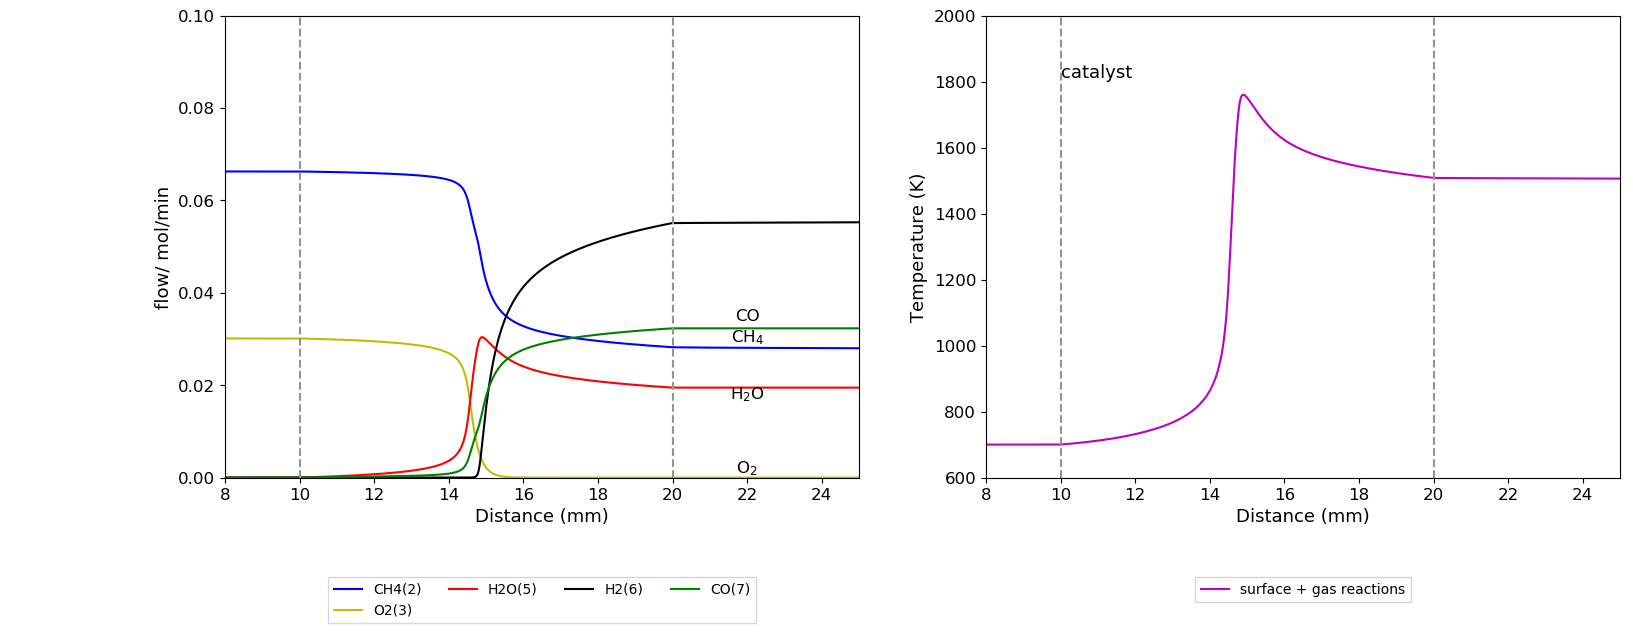 0.10
0.08
0.06
0.04
0.02
0.00
flow/ mol/min
8 10 12 14 16 18 20 22 24
Distance (mm)
CO
CH₄
H₂O
O₂
CH4(2) H2O(5) H2(6) CO(7)
O2(3)
2000
1800
1600
1400
1200
1000
800
600
Temperature (K)
catalyst
8 10 12 14 16 18 20 22 24
Distance (mm)
surface + gas reactions